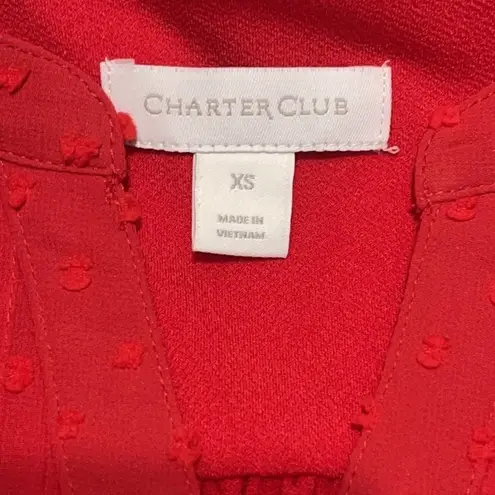 CHARTER CLUB
XS
MADE IN
VIETNAM